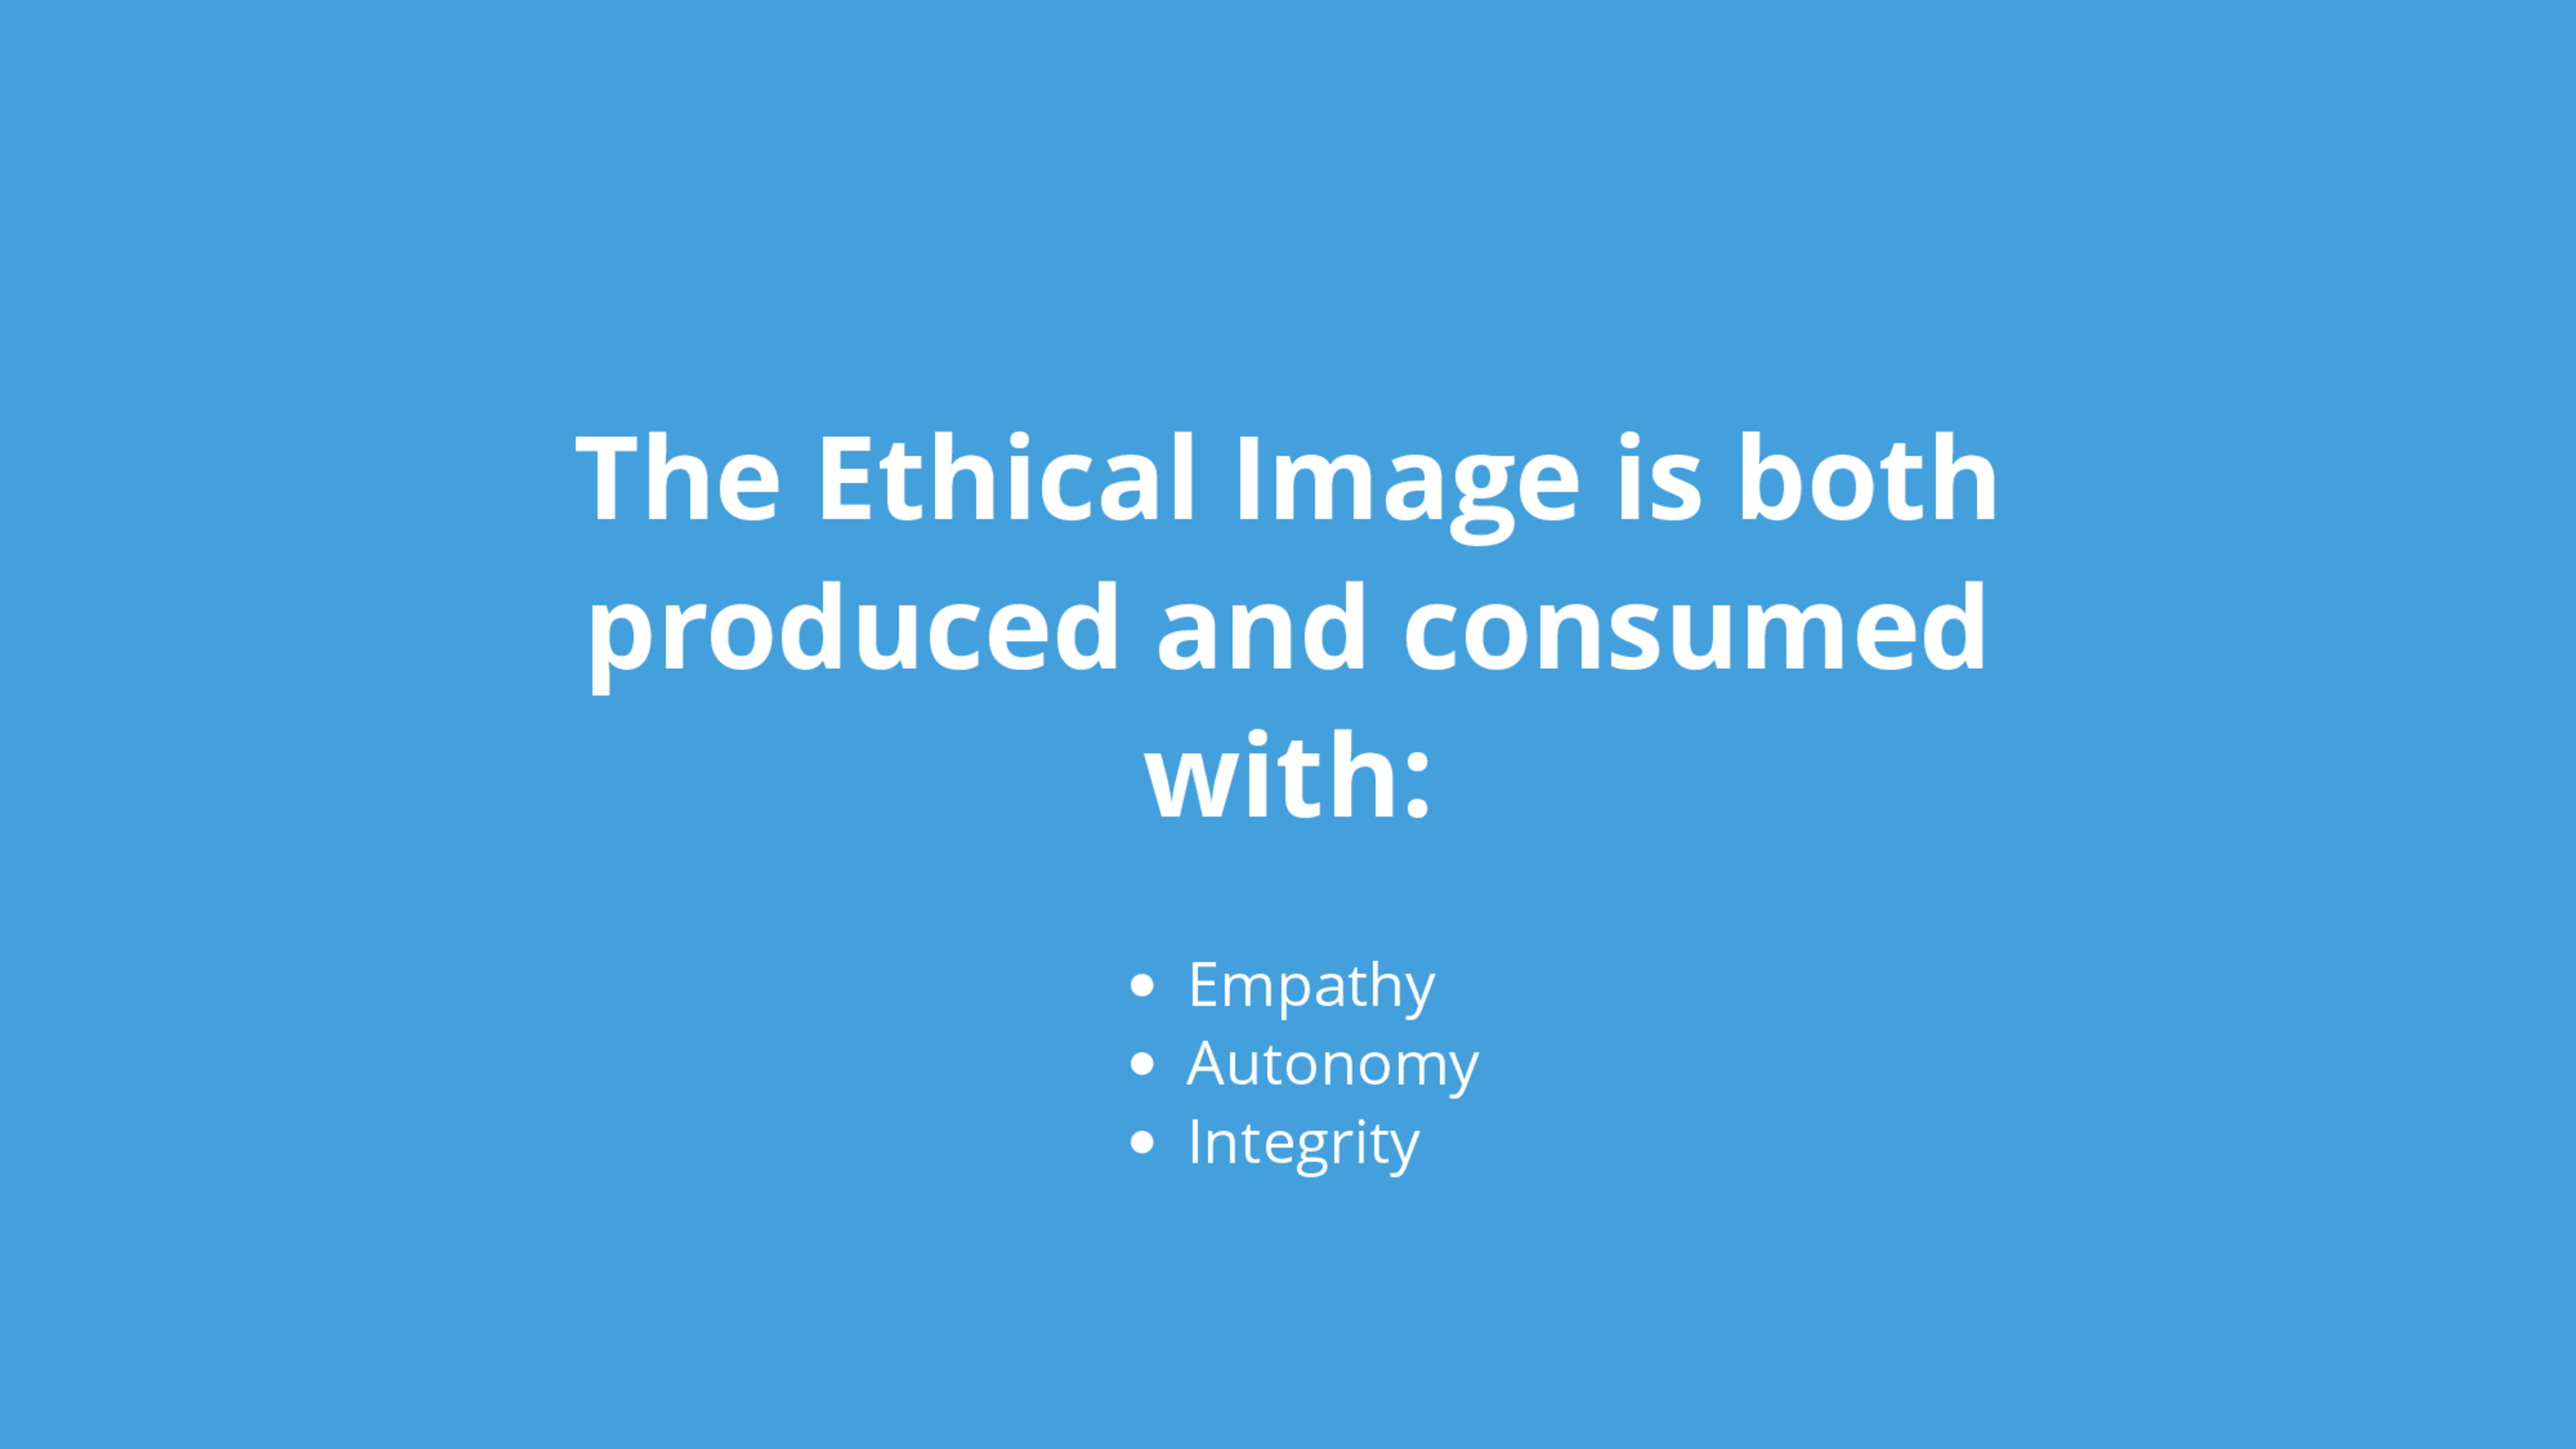 The Ethical Image is both
produced and consumed
with:
• Empathy
• Autonomy
• Integrity